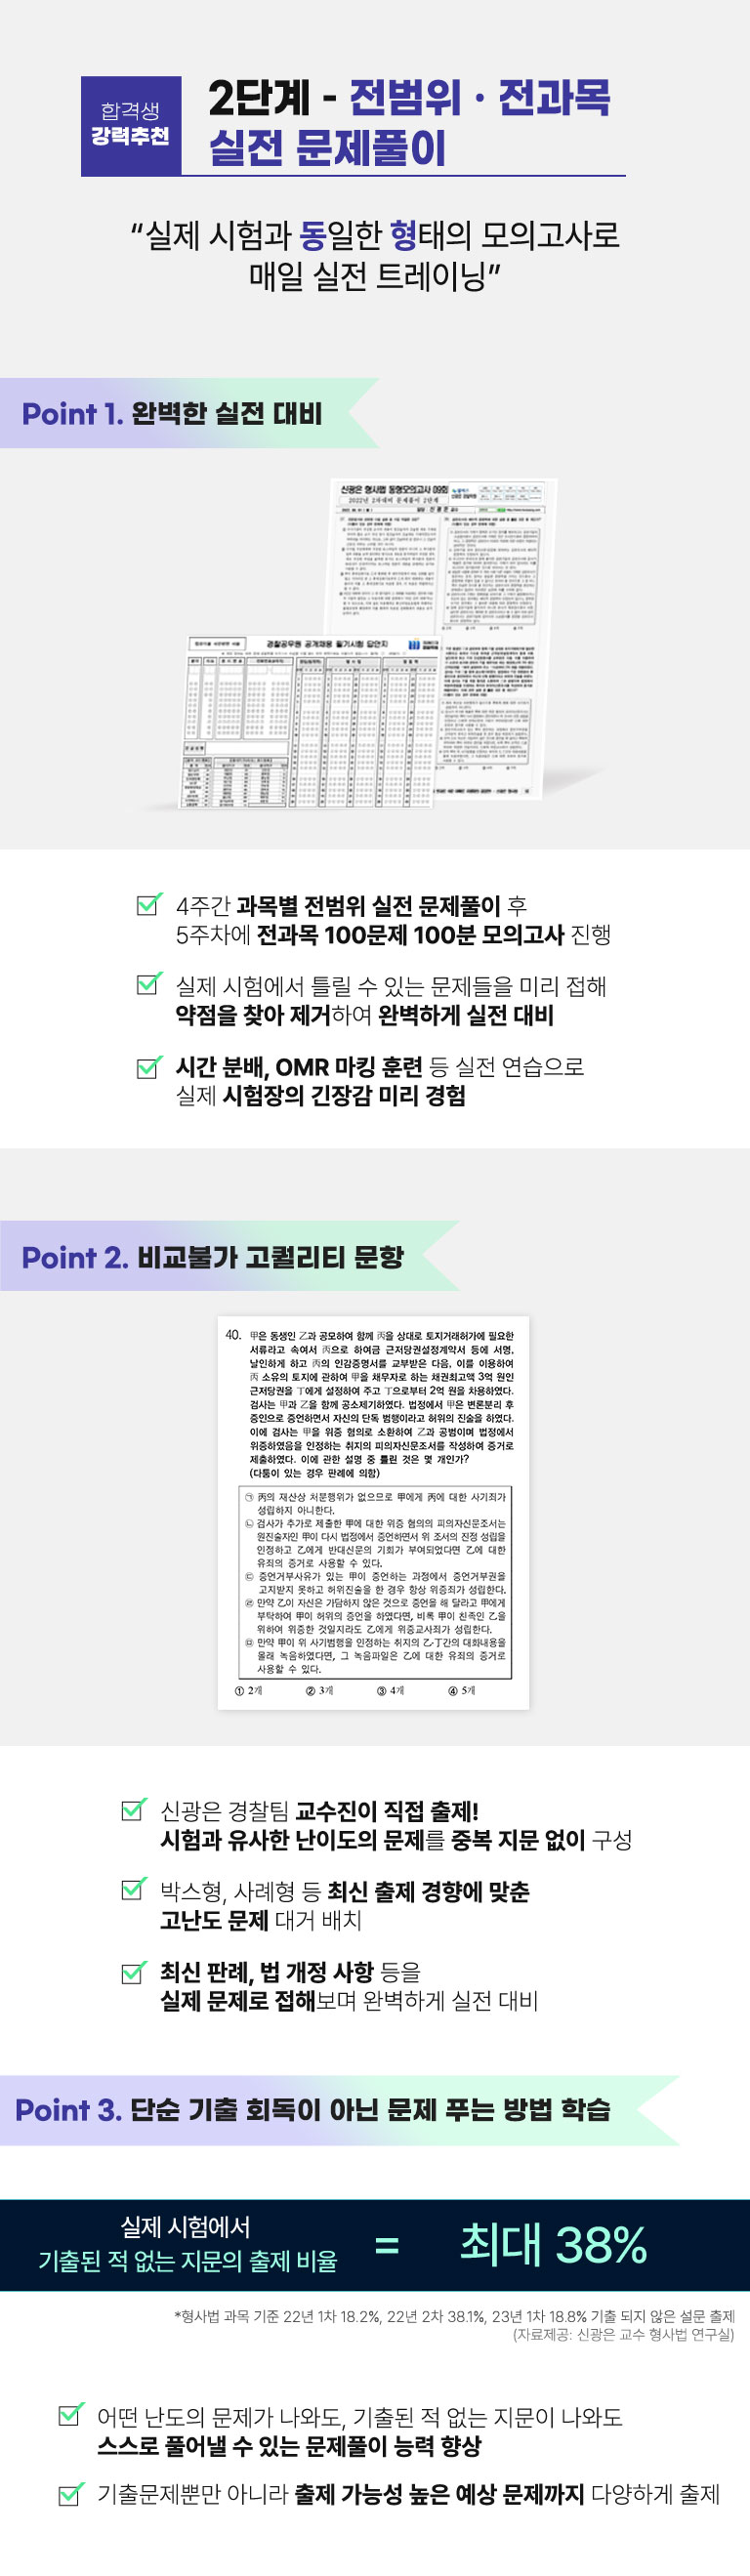 합격생
강력추천
2단계 - 전범위 · 전과목
실전 문제풀이
“실제 시험과 동일한 형태의 모의고사로
매일 실전 트레이닝”
Point 1. 완벽한 실전 대비
신광은 형사법 동형모의고사 09회
2022년 2차대비 문제풀이 2단계
경찰공무원 공개채용 필기시험 답안지
4주간 과목별 전범위 실전 문제풀이 후
5주차에 전과목 100문제 100분 모의고사 진행
실제 시험에서 틀릴 수 있는 문제들을 미리 접해
약점을 찾아 제거하여 완벽하게 실전 대비
시간 분배, OMR 마킹 훈련 등 실전 연습으로
실제 시험장의 긴장감 미리 경험
Point 2. 비교불가 고퀄리티 문항
40. 甲은 동생인 乙과 공모하여 함께 丙을 상대로 토지거래허가에 필요한
서류라고 속여서 丙으로 하여금 근저당권설정계약서 등에 서명,
날인하게 하고 丙의 인감증명서를 교부받은 다음, 이를 이용하여
丙 소유의 토지에 관하여 甲을 채무자로 하는 채권최고액 3억 원인
근저당권을 丁에게 설정하여 주고 丁으로부터 2억 원을 차용하였다.
검사는 甲과 乙을 함께 공소제기하였다. 법정에서 甲은 변론분리 후
증인으로 증언하면서 자신의 단독 범행이라고 허위의 진술을 하였다.
이에 검사는 甲을 위증 혐의로 소환하여 乙과 공범이며 법정에서
위증하였음을 인정하는 취지의 피의자신문조서를 작성하여 증거로
제출하였다. 이에 관한 설명 중 틀린 것은 몇 개인가?
(다툼이 있는 경우 판례에 의함)
㉠ 丙의 재산상 처분행위가 없으므로 甲에게 丙에 대한 사기죄가
성립하지 아니한다.
㉡ 검사가 추가로 제출한 甲에 대한 위증 혐의의 피의자신문조서는
원진술자인 甲이 다시 법정에서 증언하면서 위 조서의 진정 성립을
인정하고 乙에게 반대신문의 기회가 부여되었다면 乙에 대한
유죄의 증거로 사용할 수 있다.
㉢ 증언거부사유가 있는 甲이 증언하는 과정에서 증언거부권을
고지받지 못하고 허위진술을 한 경우 항상 위증죄가 성립한다.
㉣ 만약 乙이 자신은 가담하지 않은 것으로 증언을 해 달라고 甲에게
부탁하여 甲이 허위의 증언을 하였다면, 비록 甲이 친족인 乙을
위하여 위증한 것일지라도 乙에게 위증교사죄가 성립한다.
㉤ 만약 甲이 위 사기범행을 인정하는 취지의 乙·丁간의 대화내용을
몰래 녹음하였다면, 그 녹음파일은 乙에 대한 유죄의 증거로
사용할 수 있다.
① 2개 ② 3개 ③ 4개 ④ 5개
신광은 경찰팀 교수진이 직접 출제!
시험과 유사한 난이도의 문제를 중복 지문 없이 구성
박스형, 사례형 등 최신 출제 경향에 맞춘
고난도 문제 대거 배치
최신 판례, 법 개정 사항 등을
실제 문제로 접해보며 완벽하게 실전 대비
Point 3. 단순 기출 회독이 아닌 문제 푸는 방법 학습
실제 시험에서
기출된 적 없는 지문의 출제 비율 = 최대 38%
*형사법 과목 기준 22년 1차 18.2%, 22년 2차 38.1%, 23년 1차 18.8% 기출 되지 않은 설문 출제
(자료제공: 신광은 교수 형사법 연구실)
어떤 난도의 문제가 나와도, 기출된 적 없는 지문이 나와도
스스로 풀어낼 수 있는 문제풀이 능력 향상
기출문제뿐만 아니라 출제 가능성 높은 예상 문제까지 다양하게 출제